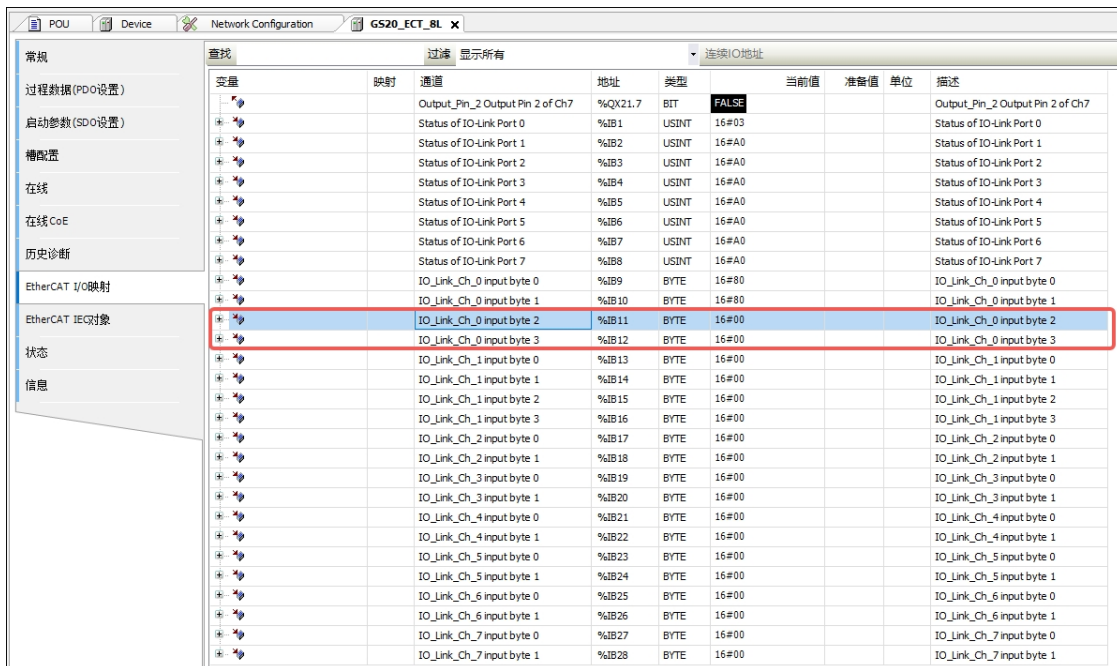 POU Device Network Configuration GS20_ECT_8L
常规
过程数据(PDO设置)
启动参数(SDO设置)
槽配置
在线
在线CoE
历史诊断
EtherCAT I/O映射
EtherCAT IEC对象
状态
信息
查找 过滤 显示所有 连续IO地址
变量 映射 通道 地址 类型 当前值 准备值 单位 描述
Output_Pin_2 Output Pin 2 of Ch7 %QX21.7 BIT FALSE Output_Pin_2 Output Pin 2 of Ch7
Status of IO-Link Port 0 %IB1 USINT 16#03 Status of IO-Link Port 0
Status of IO-Link Port 1 %IB2 USINT 16#A0 Status of IO-Link Port 1
Status of IO-Link Port 2 %IB3 USINT 16#A0 Status of IO-Link Port 2
Status of IO-Link Port 3 %IB4 USINT 16#A0 Status of IO-Link Port 3
Status of IO-Link Port 4 %IB5 USINT 16#A0 Status of IO-Link Port 4
Status of IO-Link Port 5 %IB6 USINT 16#A0 Status of IO-Link Port 5
Status of IO-Link Port 6 %IB7 USINT 16#A0 Status of IO-Link Port 6
Status of IO-Link Port 7 %IB8 USINT 16#A0 Status of IO-Link Port 7
IO_Link_Ch_0 input byte 0 %IB9 BYTE 16#80 IO_Link_Ch_0 input byte 0
IO_Link_Ch_0 input byte 1 %IB10 BYTE 16#80 IO_Link_Ch_0 input byte 1
IO_Link_Ch_0 input byte 2 %IB11 BYTE 16#00 IO_Link_Ch_0 input byte 2
IO_Link_Ch_0 input byte 3 %IB12 BYTE 16#00 IO_Link_Ch_0 input byte 3
IO_Link_Ch_1 input byte 0 %IB13 BYTE 16#00 IO_Link_Ch_1 input byte 0
IO_Link_Ch_1 input byte 1 %IB14 BYTE 16#00 IO_Link_Ch_1 input byte 1
IO_Link_Ch_1 input byte 2 %IB15 BYTE 16#00 IO_Link_Ch_1 input byte 2
IO_Link_Ch_1 input byte 3 %IB16 BYTE 16#00 IO_Link_Ch_1 input byte 3
IO_Link_Ch_2 input byte 0 %IB17 BYTE 16#00 IO_Link_Ch_2 input byte 0
IO_Link_Ch_2 input byte 1 %IB18 BYTE 16#00 IO_Link_Ch_2 input byte 1
IO_Link_Ch_3 input byte 0 %IB19 BYTE 16#00 IO_Link_Ch_3 input byte 0
IO_Link_Ch_3 input byte 1 %IB20 BYTE 16#00 IO_Link_Ch_3 input byte 1
IO_Link_Ch_4 input byte 0 %IB21 BYTE 16#00 IO_Link_Ch_4 input byte 0
IO_Link_Ch_4 input byte 1 %IB22 BYTE 16#00 IO_Link_Ch_4 input byte 1
IO_Link_Ch_5 input byte 0 %IB23 BYTE 16#00 IO_Link_Ch_5 input byte 0
IO_Link_Ch_5 input byte 1 %IB24 BYTE 16#00 IO_Link_Ch_5 input byte 1
IO_Link_Ch_6 input byte 0 %IB25 BYTE 16#00 IO_Link_Ch_6 input byte 0
IO_Link_Ch_6 input byte 1 %IB26 BYTE 16#00 IO_Link_Ch_6 input byte 1
IO_Link_Ch_7 input byte 0 %IB27 BYTE 16#00 IO_Link_Ch_7 input byte 0
IO_Link_Ch_7 input byte 1 %IB28 BYTE 16#00 IO_Link_Ch_7 input byte 1